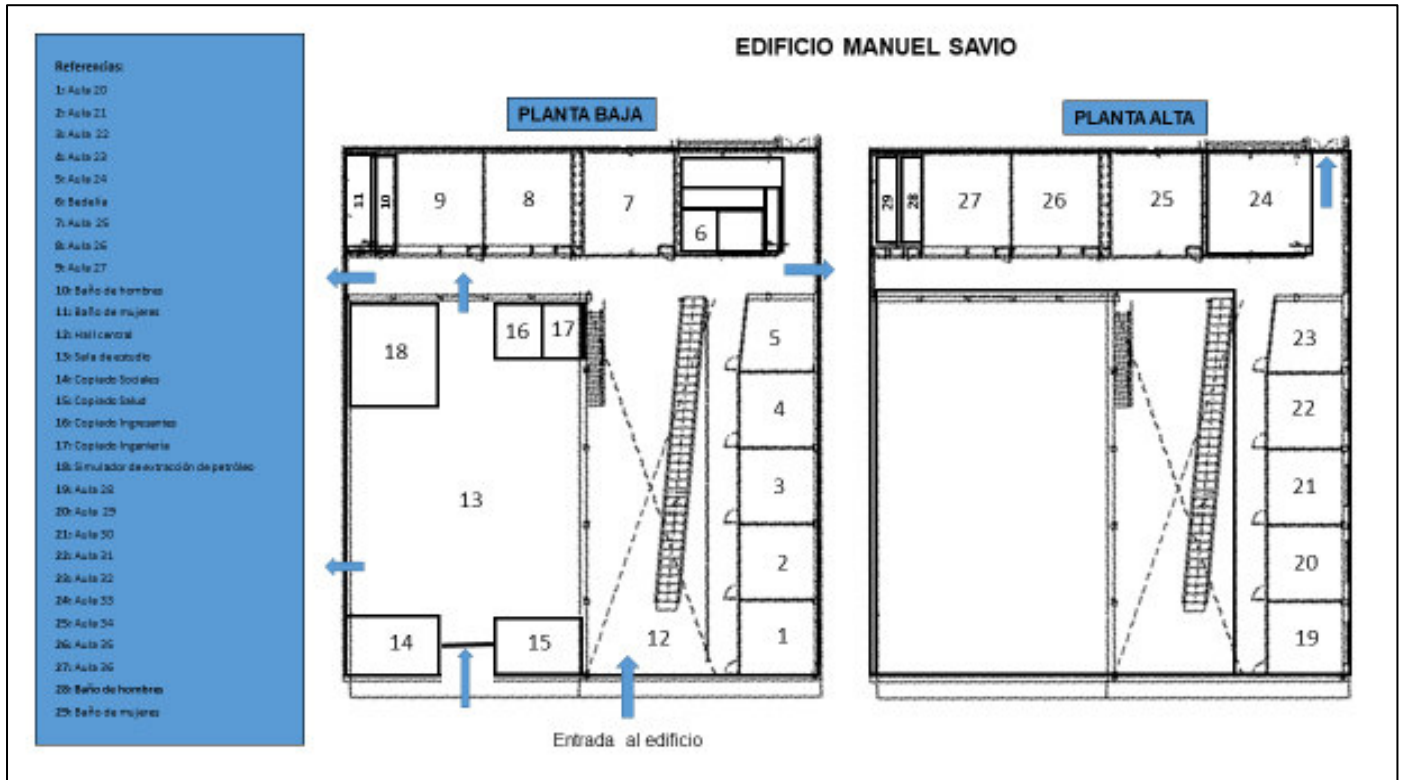 EDIFICIO MANUEL SAVIO
Referencias:
1: Aula 20
2: Aula 21
3: Aula 22
4: Aula 23
5: Aula 24
6: Bedelía
7: Aula 25
8: Aula 26
9: Aula 27
10: Baño de hombres
11: Baño de mujeres
12: Hall central
13: Sala de estudio
14: Copiado Sociales
15: Copiado Salud
16: Copiado Ingresantes
17: Copiado Ingeniería
18: Simulador de extracción de petróleo
19: Aula 28
20: Aula 29
21: Aula 30
22: Aula 31
23: Aula 32
24: Aula 33
25: Aula 34
26: Aula 35
27: Aula 36
28: Baño de hombres
29: Baño de mujeres
PLANTA BAJA
11 10 9 8 7 6
18 16 17 5
4
13 3
2
14 15 12 1
Entrada al edificio
PLANTA ALTA
29 28 27 26 25 24
23
22
21
20
19